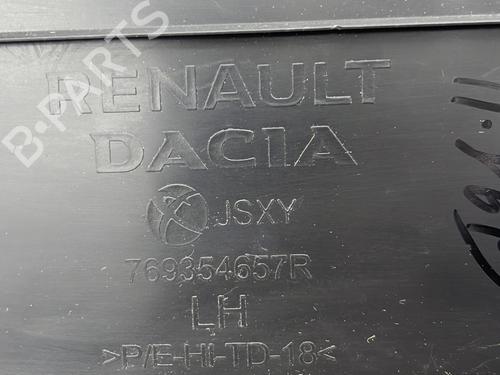 RENAULT
DACIA
JSXY
769354657R
LH
>P/E-HI-TD-18<
B-PARTS